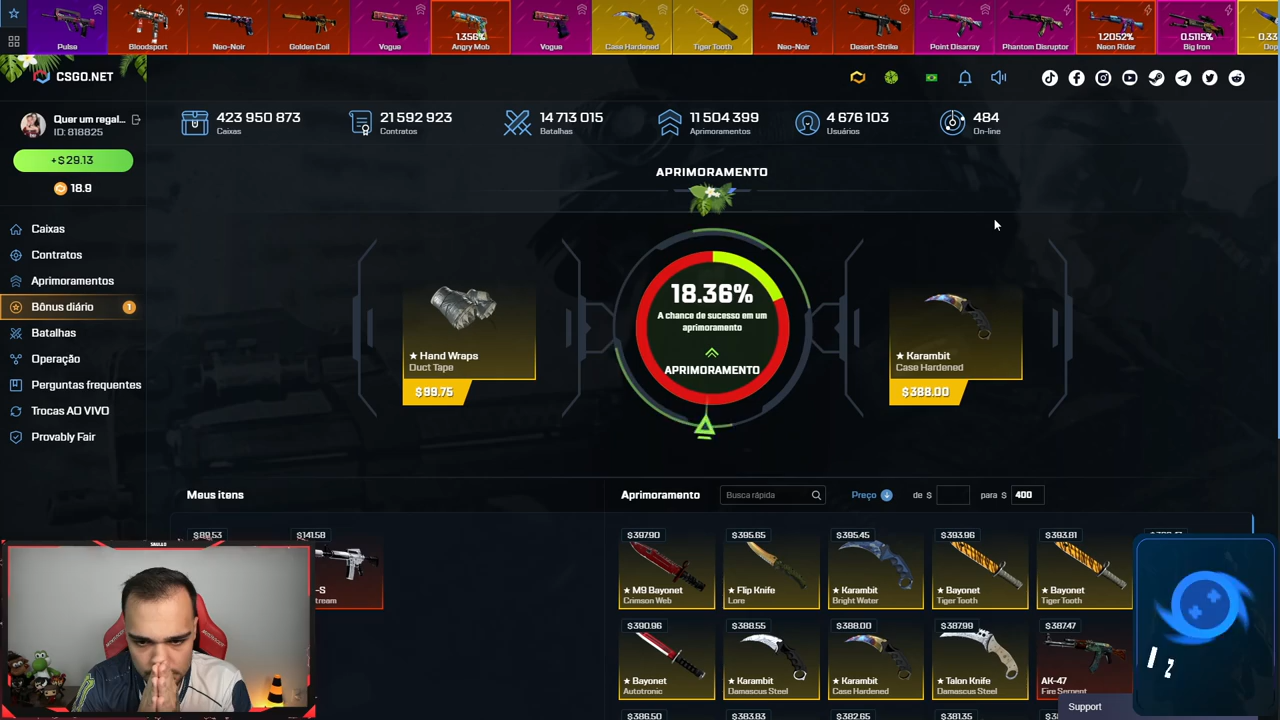 Pulse
Bloodsport
Neo-Noir
Golden Coil
Vogue
1.356%
Angry Mob
Vogue
Case Hardened
Tiger Tooth
Neo-Noir
Desert-Strike
Point Disarray
Phantom Disruptor
1.2052%
Neon Rider
0.5115%
Big Iron
0.33
CSGO.NET
Quer um regal...
ID: 818825
+$29.13
18.9
Caixas
Contratos
Aprimoramentos
Bônus diário
1
Batalhas
Operação
Perguntas frequentes
Trocas AO VIVO
Provably Fair
423 950 873
Caixas
21 592 923
Contratos
14 713 015
Batalhas
11 504 399
Aprimoramentos
4 676 103
Usuários
484
On-line
APRIMORAMENTO
★ Hand Wraps
Duct Tape
$99.75
18.36%
A chance de sucesso em um
aprimoramento
APRIMORAMENTO
★ Karambit
Case Hardened
$388.00
Meus itens
Aprimoramento
Busca rápida
Preço
de $
para $
400
$89.53
$141.58
-S
$397.90
★ M9 Bayonet
Crimson Web
$395.65
★ Flip Knife
Lore
$395.45
★ Karambit
Bright Water
$393.96
★ Bayonet
Tiger Tooth
$393.81
★ Bayonet
Tiger Tooth
$390.96
★ Bayonet
Autotronic
$388.55
★ Karambit
Damascus Steel
$388.00
★ Karambit
Case Hardened
$387.99
★ Talon Knife
Damascus Steel
$387.47
AK-47
Fire Serpent
$386.50
$383.83
$382.65
$381.35
Support